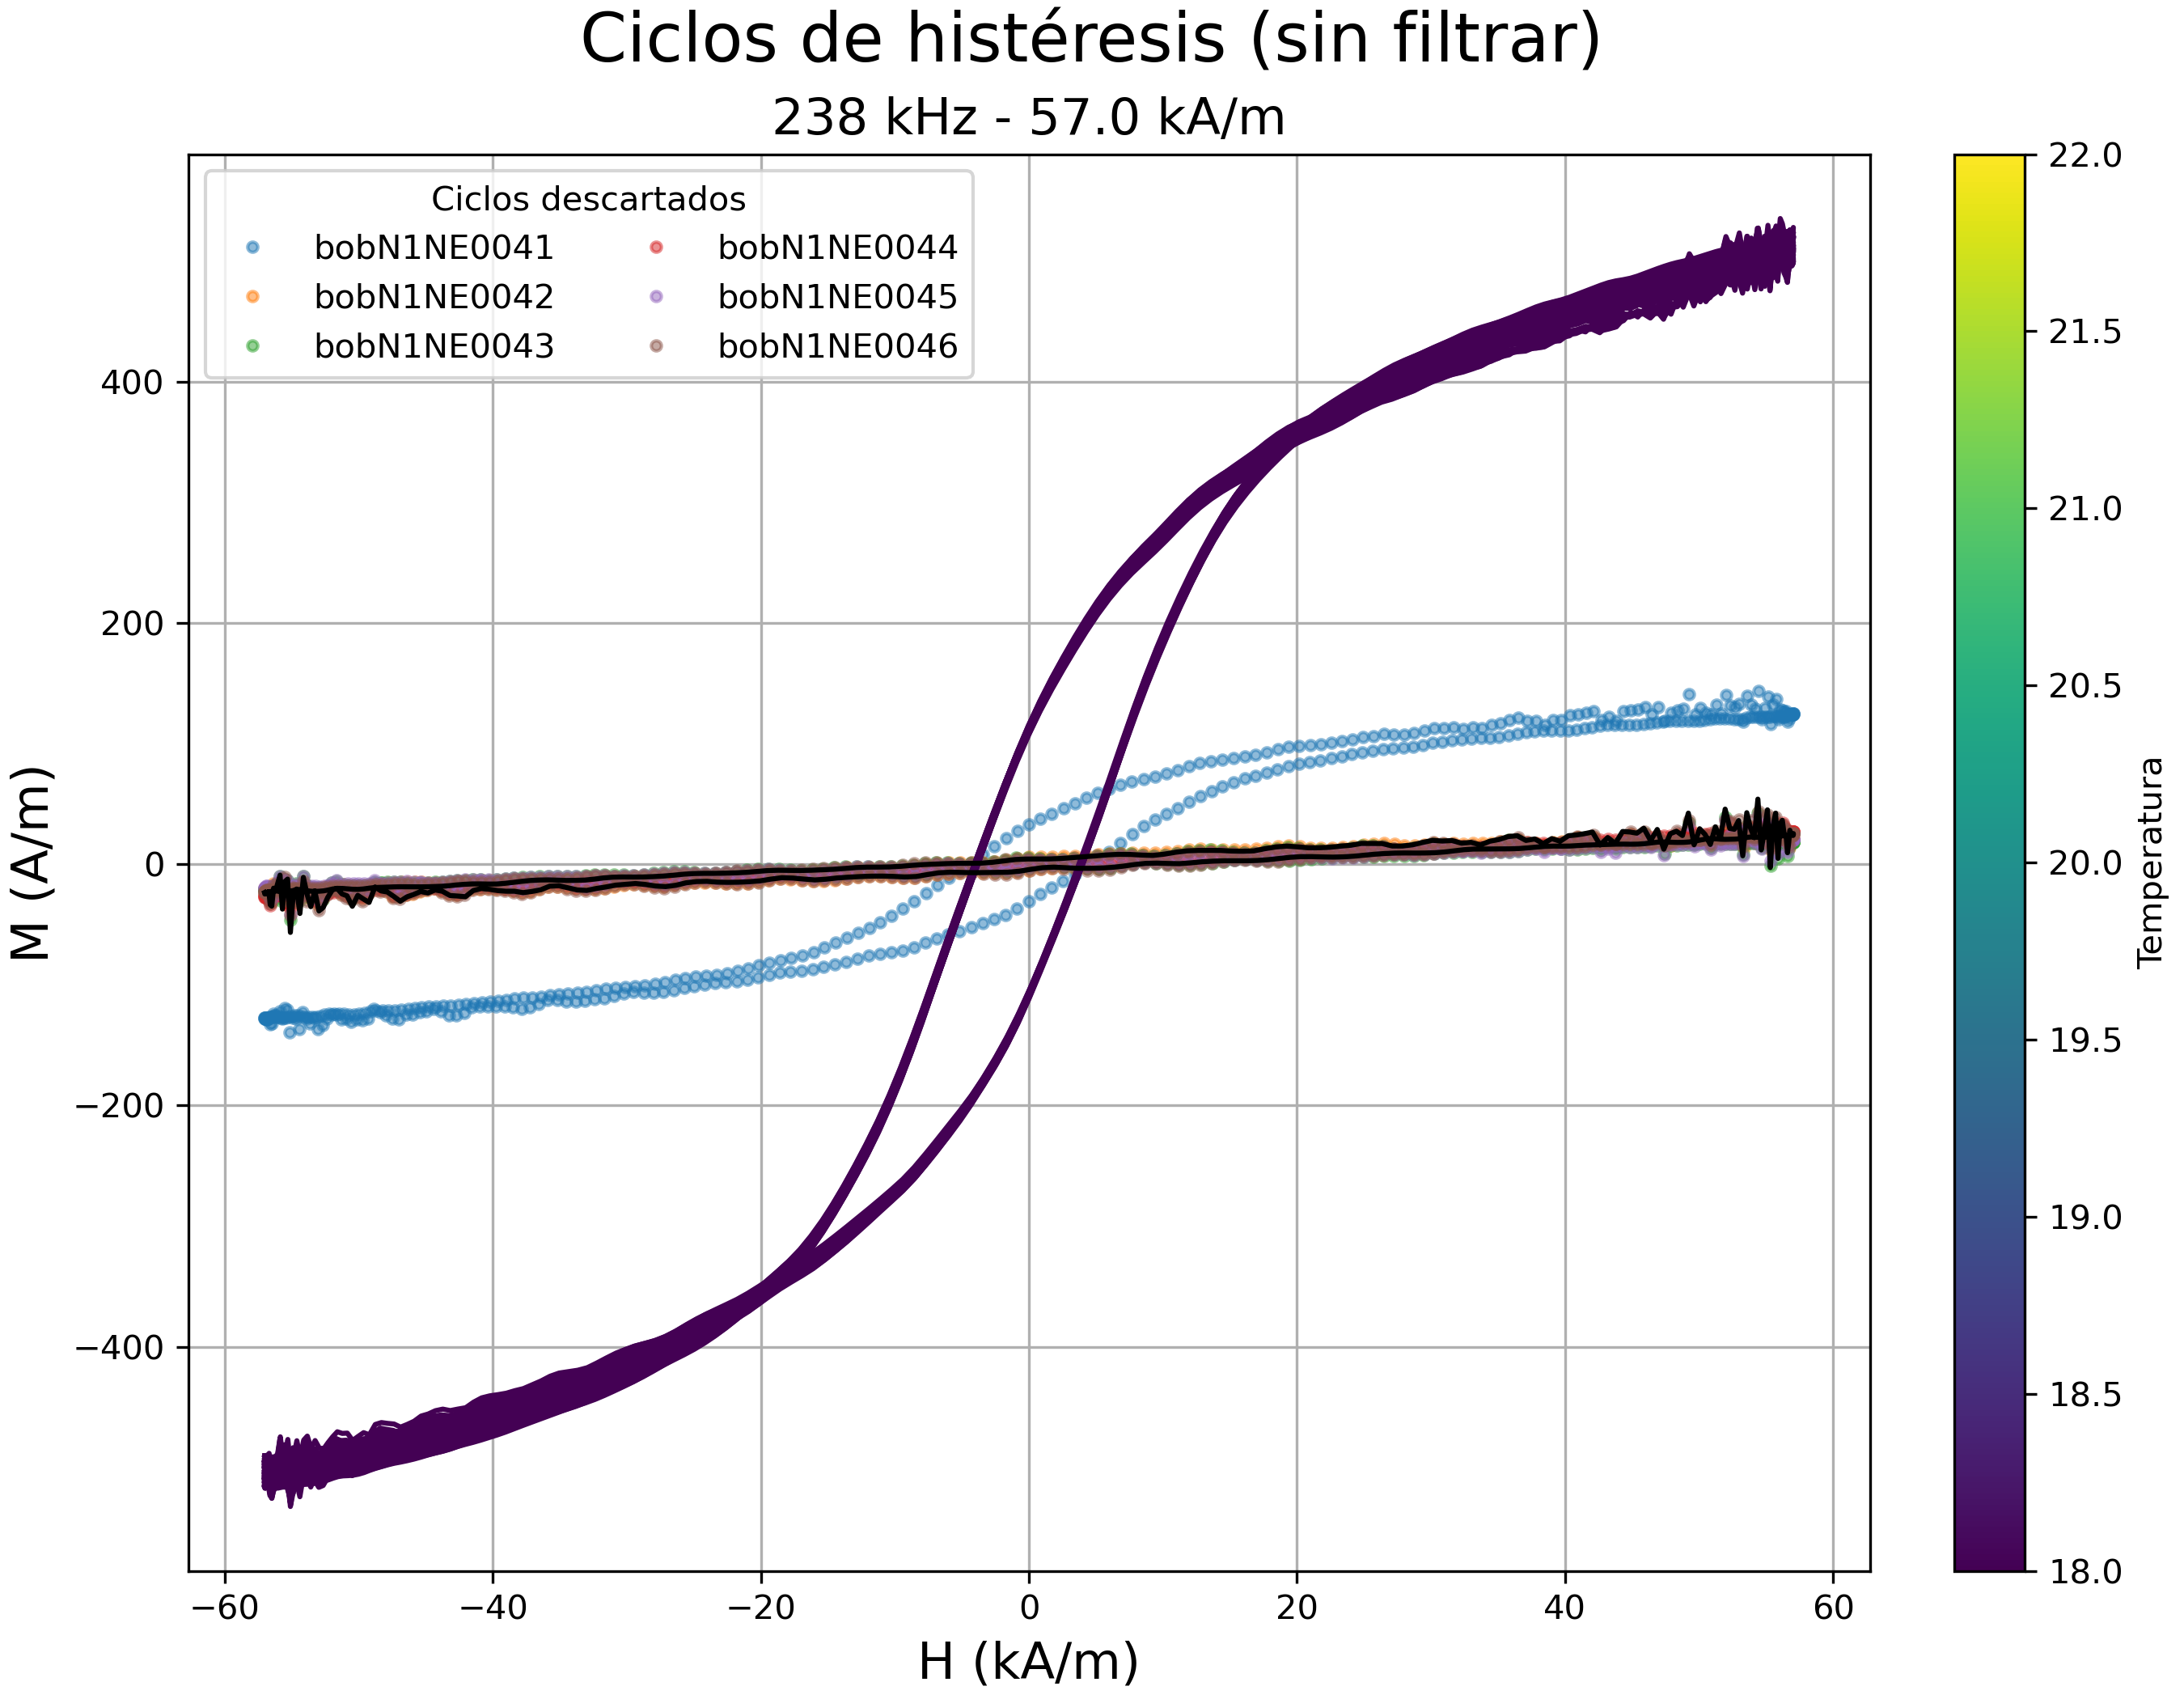 Ciclos de histéresis (sin filtrar)
238 kHz - 57.0 kA/m
Ciclos descartados
bobN1NE0041
bobN1NE0042
bobN1NE0043
bobN1NE0044
bobN1NE0045
bobN1NE0046
M (A/m)
400
200
0
−200
−400
−60 −40 −20 0 20 40 60
H (kA/m)
22.0
21.5
21.0
20.5
20.0
19.5
19.0
18.5
18.0
Temperatura